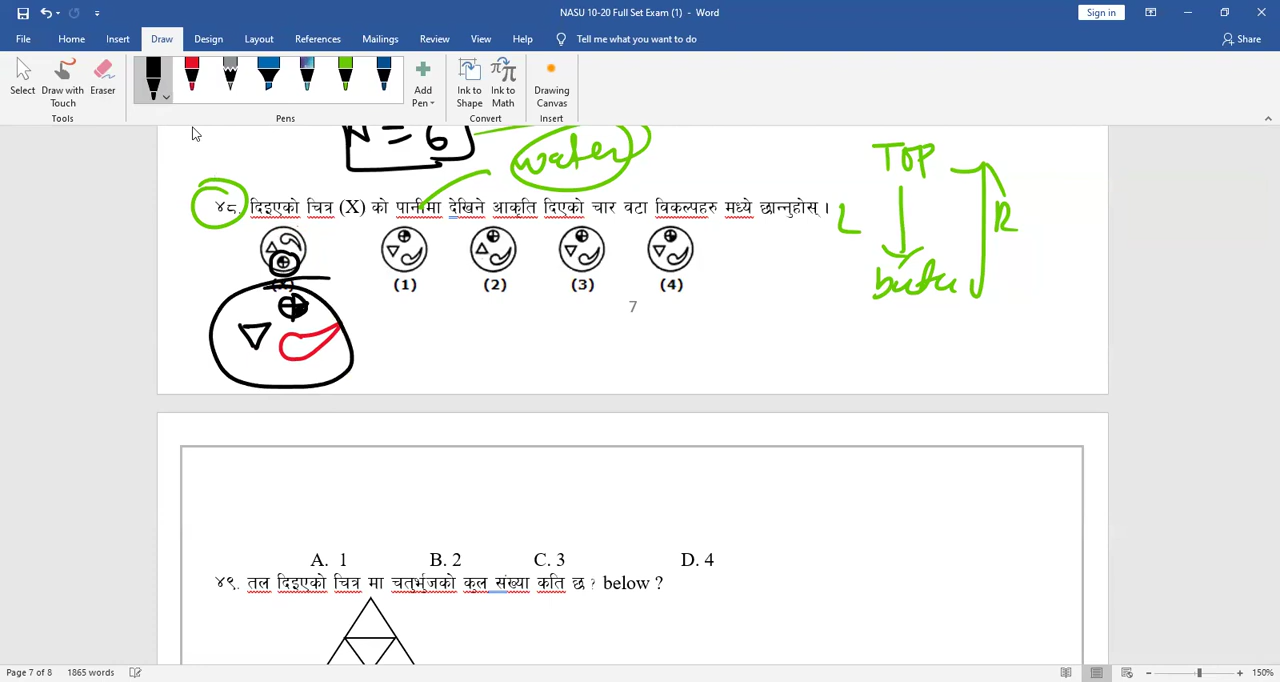 NASU 10-20 Full Set Exam (1) - Word
Sign in
File Home Insert Draw Design Layout References Mailings Review View Help Tell me what you want to do Share
Select Draw with Touch Eraser Add Pen Ink to Shape Ink to Math Drawing Canvas
Tools Pens Convert Insert
N = 6
water
TOP
४८. दिइएको चित्र (X) को पानीमा देखिने आकृति दिएको चार वटा विकल्पहरु मध्ये छान्नुहोस् ।
L R
(X) (1) (2) (3) (4)
7
A. 1 B. 2 C. 3 D. 4
४९. तल दिइएको चित्र मा चतुर्भुजको कुल संख्या कति छ ? below ?
Page 7 of 8 1865 words 150%